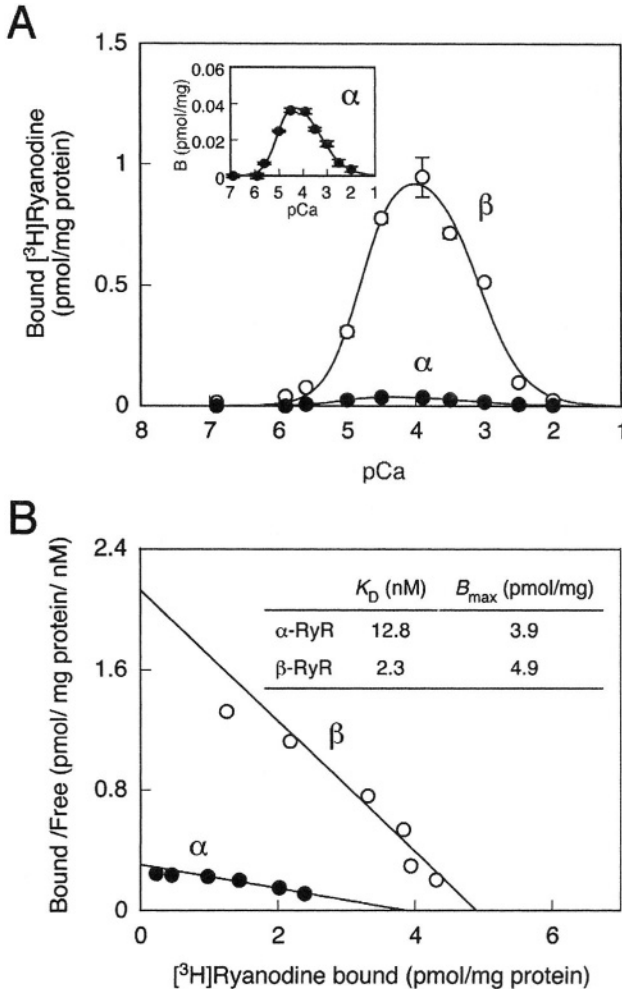 A
Bound [³H]Ryanodine
(pmol/mg protein)
1.5
1
0.5
0
8
7
6
5
4
3
2
1
pCa
β
α
B (pmol/mg)
0.06
0.04
0.02
0
7
6
5
4
3
2
1
pCa
α
B
Bound /Free (pmol/ mg protein/ nM)
2.4
1.6
0.8
0
0
2
4
6
[³H]Ryanodine bound (pmol/mg protein)
K_D (nM) B_max (pmol/mg)
α-RyR 12.8 3.9
β-RyR 2.3 4.9
β
α